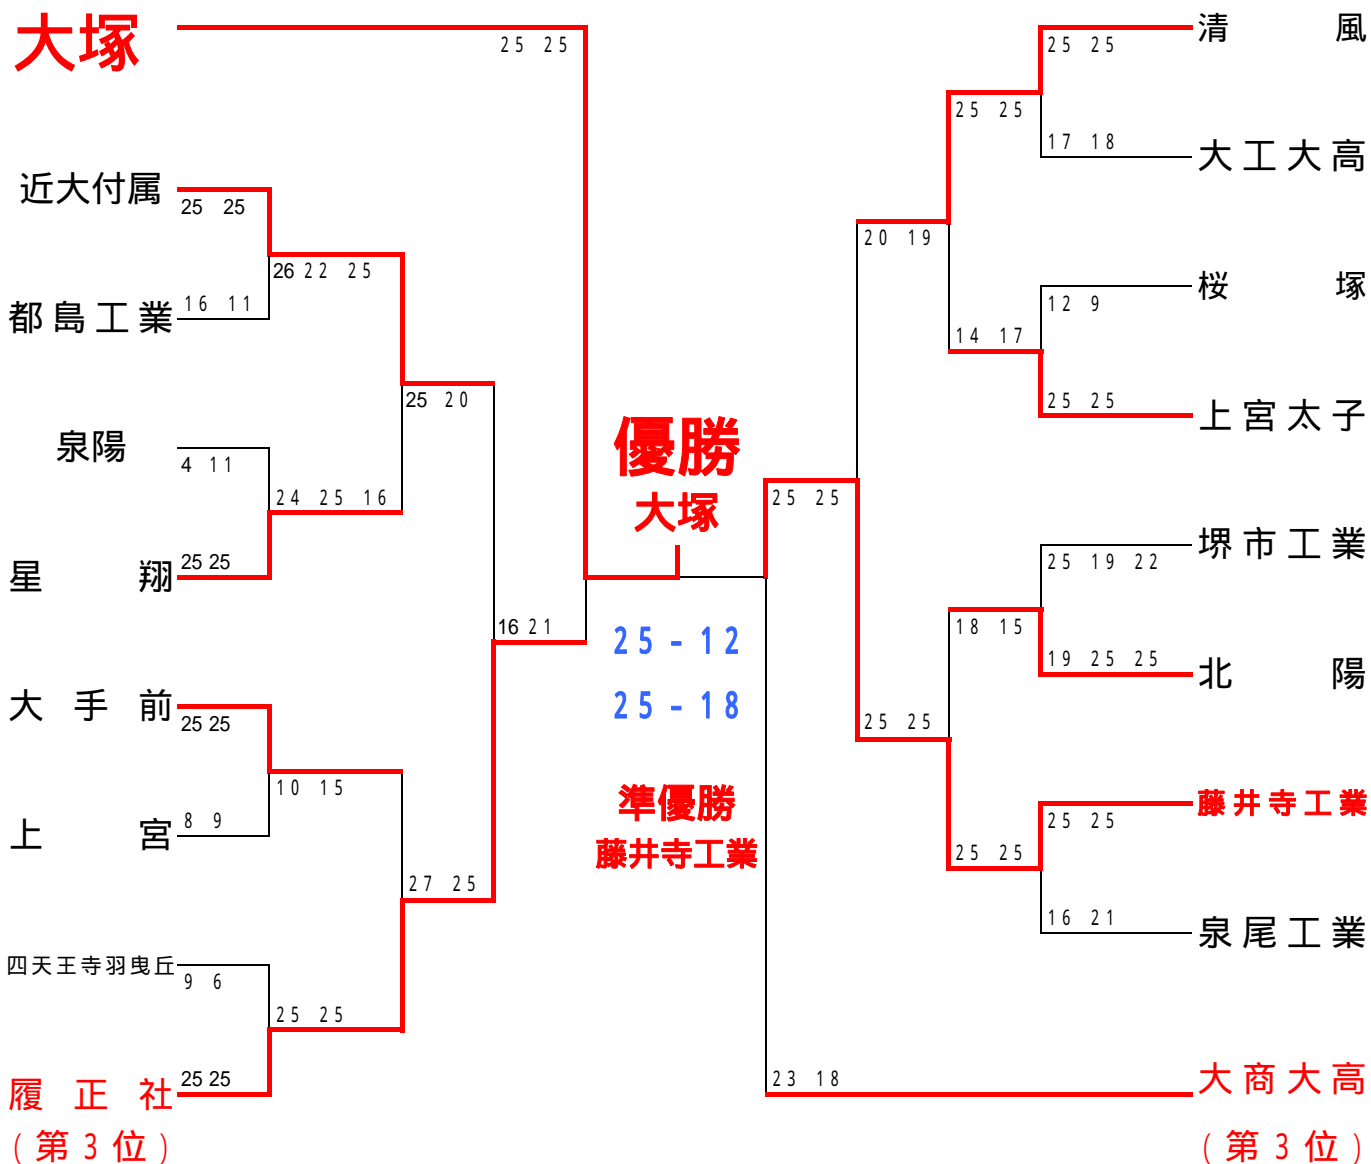 大塚
25 25
近大付属
25 25
26 22 25
都島工業
16 11
25 20
泉陽
4 11
24 25 16
星翔
25 25
16 21
大手前
25 25
10 15
上宮
8 9
27 25
四天王寺羽曳丘
9 6
25 25
履正社
25 25
(第3位)
優勝
大塚
25-12
25-18
準優勝
藤井寺工業
清風
25 25
25 25
大工大高
17 18
20 19
桜塚
12 9
14 17
上宮太子
25 25
25 25
堺市工業
25 19 22
18 15
北陽
19 25 25
25 25
藤井寺工業
25 25
25 25
泉尾工業
16 21
大商大高
23 18
(第3位)